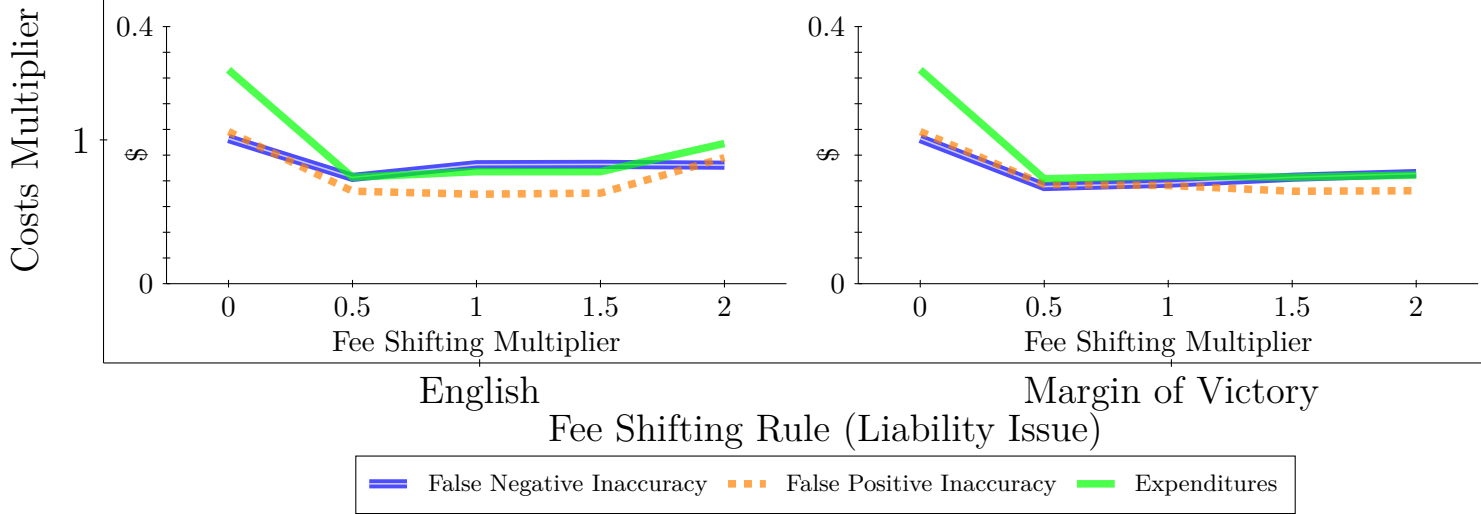 Costs Multiplier
1
0.4
$
0
0 0.5 1 1.5 2
Fee Shifting Multiplier
0.4
$
0
0 0.5 1 1.5 2
Fee Shifting Multiplier
English
Margin of Victory
Fee Shifting Rule (Liability Issue)
False Negative Inaccuracy False Positive Inaccuracy Expenditures